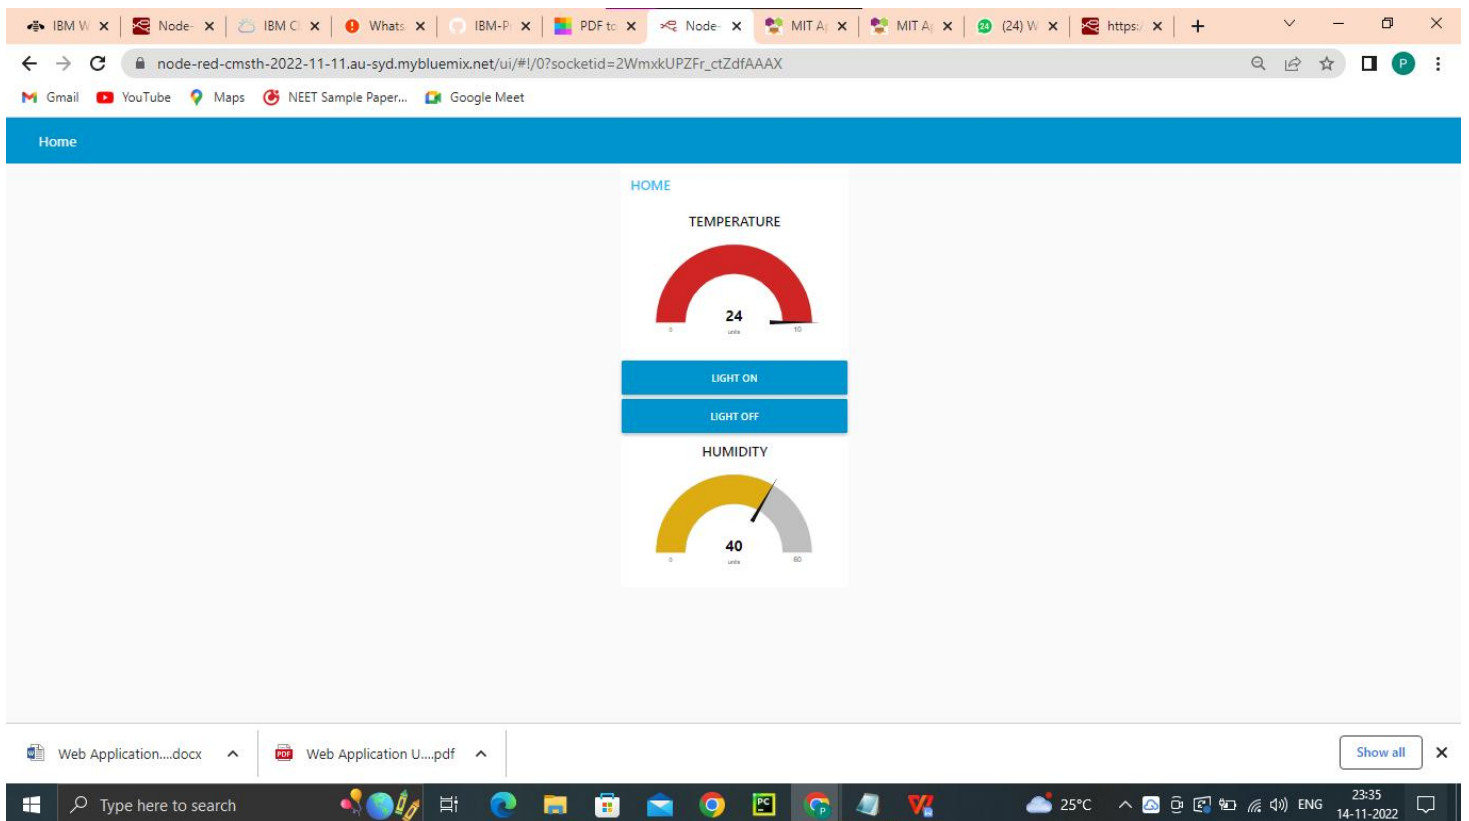 IBM W
Node-
IBM Cl
Whats
IBM-P
PDF to
Node-
MIT A
MIT A
(24) W
https:/
node-red-cmsth-2022-11-11.au-syd.mybluemix.net/ui/#!/0?socketid=2WmxkUPZFr_ctZdfAAAX
P
Gmail
YouTube
Maps
NEET Sample Paper...
Google Meet
Home
HOME
TEMPERATURE
24
units
0
10
LIGHT ON
LIGHT OFF
HUMIDITY
40
units
0
60
Web Application....docx
Web Application U....pdf
Show all
Type here to search
25°C
ENG
23:35
14-11-2022